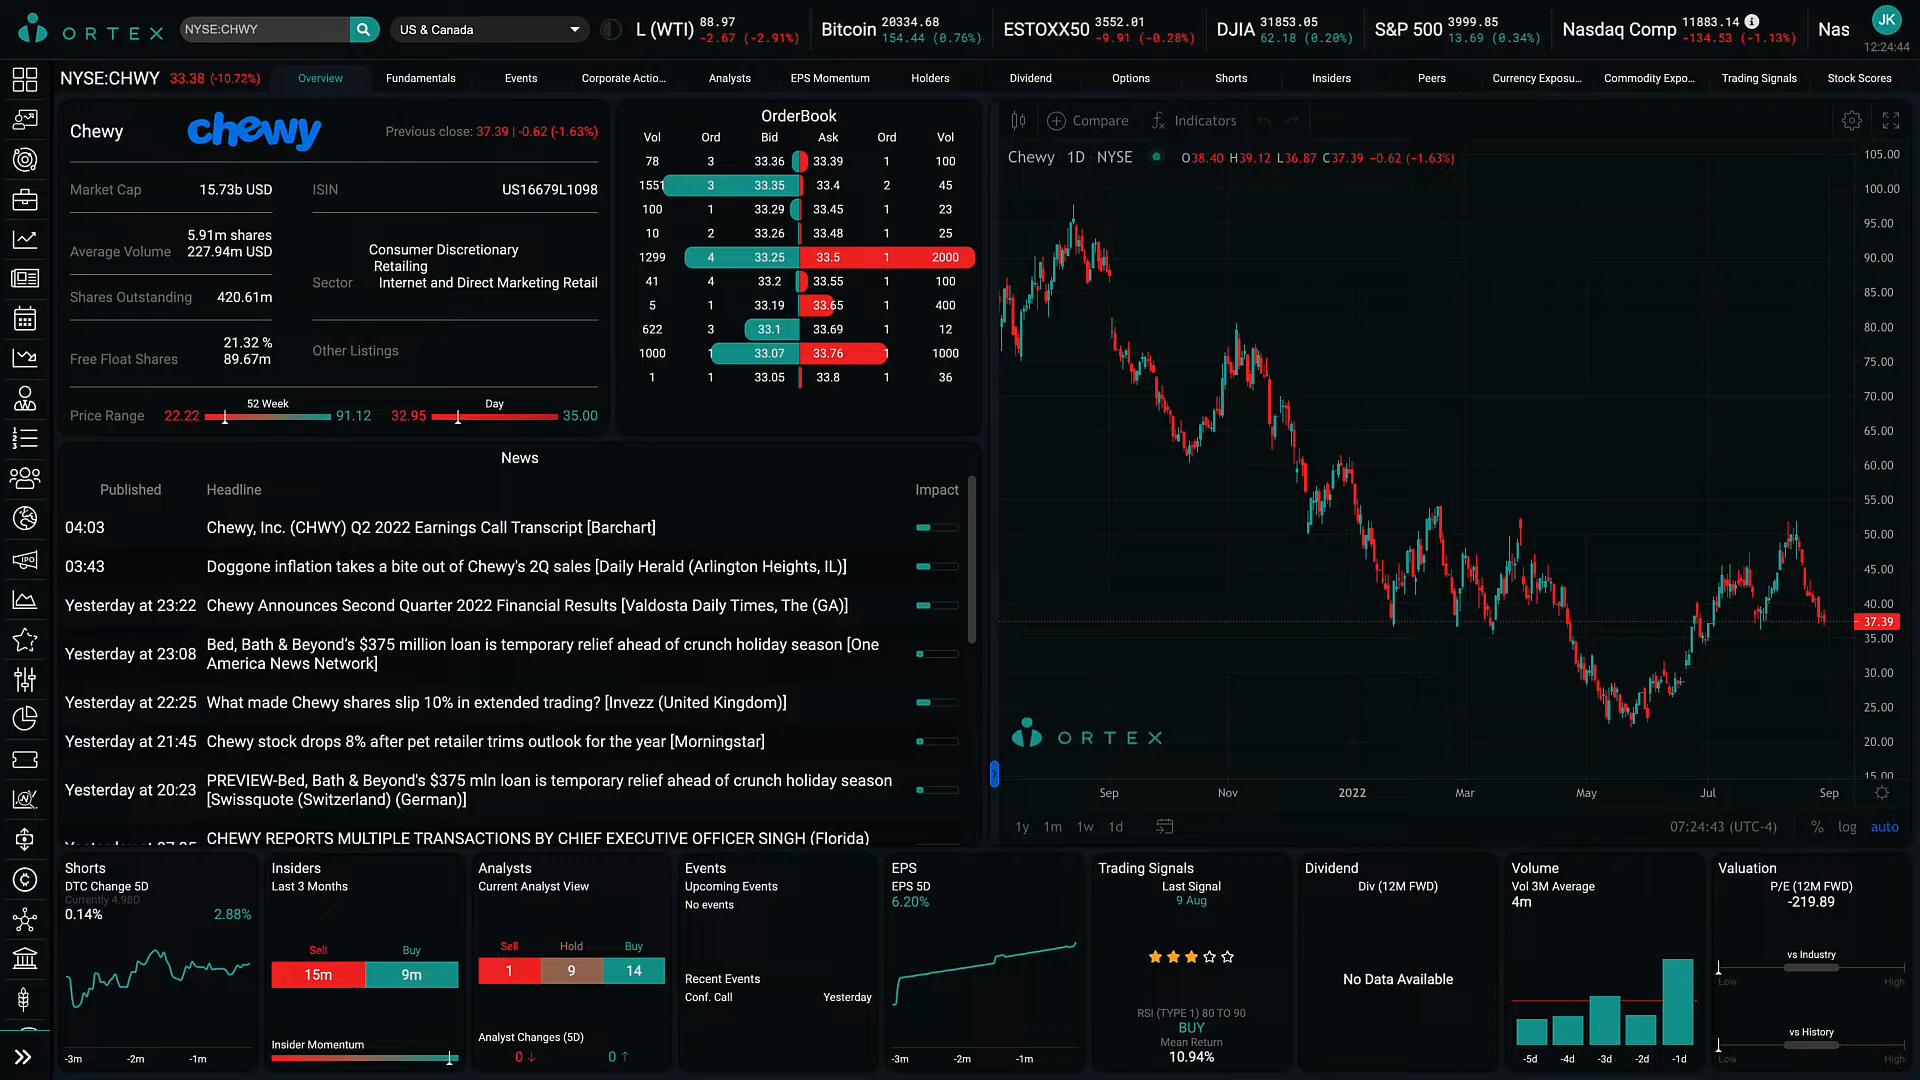 ORTEX
NYSE:CHWY
US & Canada
L (WTI) 88.97 -2.67 (-2.91%)
Bitcoin 20334.68 154.44 (0.76%)
ESTOXX50 3552.01 -9.91 (-0.28%)
DJIA 31853.05 62.18 (0.20%)
S&P 500 3999.85 13.69 (0.34%)
Nasdaq Comp 11883.14 -134.53 (-1.13%)
Nas
JK
12:24:44
NYSE:CHWY 33.38 (-10.72%)
Overview Fundamentals Events Corporate Actio... Analysts EPS Momentum Holders Dividend Options Shorts Insiders Peers Currency Exposu... Commodity Expo... Trading Signals Stock Scores
Chewy
chewy
Previous close: 37.39 | -0.62 (-1.63%)
Market Cap 15.73b USD
ISIN US16679L1098
Average Volume 5.91m shares
227.94m USD
Sector Consumer Discretionary
Retailing
Internet and Direct Marketing Retail
Shares Outstanding 420.61m
Free Float Shares 21.32 %
89.67m
Other Listings
Price Range
52 Week
22.22 91.12
Day
32.95 35.00
OrderBook
Vol Ord Bid Ask Ord Vol
78 3 33.36 33.39 1 100
1551 3 33.35 33.4 2 45
100 1 33.29 33.45 1 23
10 2 33.26 33.48 1 25
1299 4 33.25 33.5 1 2000
41 4 33.2 33.55 1 100
5 1 33.19 33.65 1 400
622 3 33.1 33.69 1 12
1000 1 33.07 33.76 1 1000
1 1 33.05 33.8 1 36
News
Published Headline Impact
04:03 Chewy, Inc. (CHWY) Q2 2022 Earnings Call Transcript [Barchart]
03:43 Doggone inflation takes a bite out of Chewy's 2Q sales [Daily Herald (Arlington Heights, IL)]
Yesterday at 23:22 Chewy Announces Second Quarter 2022 Financial Results [Valdosta Daily Times, The (GA)]
Yesterday at 23:08 Bed, Bath & Beyond's $375 million loan is temporary relief ahead of crunch holiday season [One
America News Network]
Yesterday at 22:25 What made Chewy shares slip 10% in extended trading? [Invezz (United Kingdom)]
Yesterday at 21:45 Chewy stock drops 8% after pet retailer trims outlook for the year [Morningstar]
Yesterday at 20:23 PREVIEW-Bed, Bath & Beyond's $375 mln loan is temporary relief ahead of crunch holiday season
[Swissquote (Switzerland) (German)]
CHEWY REPORTS MULTIPLE TRANSACTIONS BY CHIEF EXECUTIVE OFFICER SINGH (Florida)
Compare
Indicators
Chewy 1D NYSE O38.40 H39.12 L36.87 C37.39 -0.62 (-1.63%)
105.00
100.00
95.00
90.00
85.00
80.00
75.00
70.00
65.00
60.00
55.00
50.00
45.00
40.00
37.39
35.00
30.00
25.00
20.00
15.00
ORTEX
Sep Nov 2022 Mar May Jul Sep
1y 1m 1w 1d
07:24:43 (UTC-4) % log auto
Shorts
DTC Change 5D
Currently 4.98D
0.14% 2.88%
-3m -2m -1m
Insiders
Last 3 Months
Sell Buy
15m 9m
Insider Momentum
Analysts
Current Analyst View
Sell Hold Buy
1 9 14
Analyst Changes (5D)
0 ↓ 0 ↑
Events
Upcoming Events
No events
Recent Events
Conf. Call Yesterday
EPS
EPS 5D
6.20%
-3m -2m -1m
Trading Signals
Last Signal
9 Aug
RSI (TYPE 1) 80 TO 90
BUY
Mean Return
10.94%
Dividend
Div (12M FWD)
No Data Available
Volume
Vol 3M Average
4m
-5d -4d -3d -2d -1d
Valuation
P/E (12M FWD)
-219.89
vs Industry
Low High
vs History
Low High